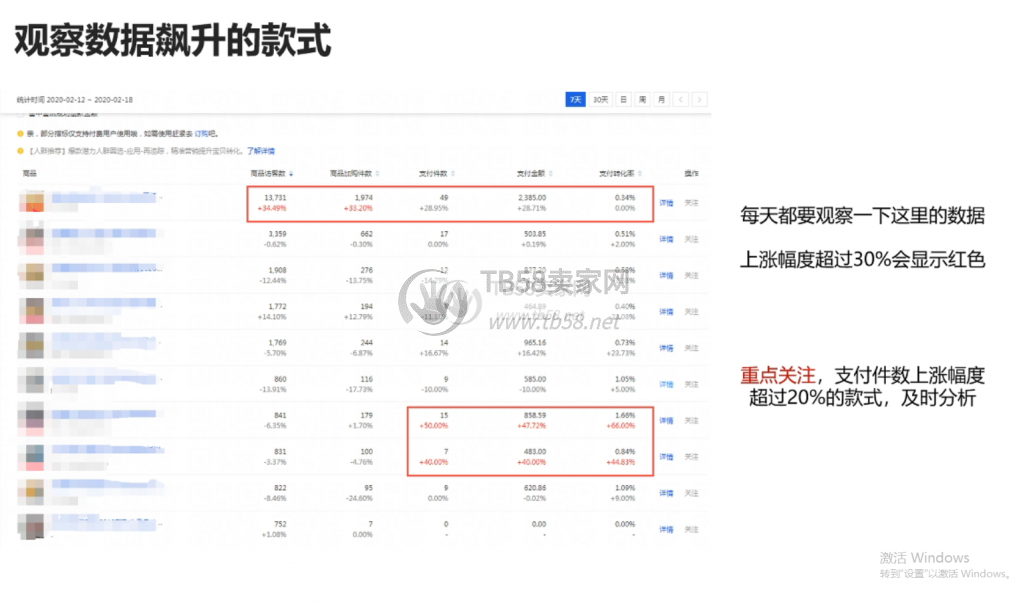 观察数据飙升的款式
统计时间 2020-02-12 ~ 2020-02-18
7天 30天 日 周 月 < >
亲，部分指标仅支持付费用户使用哦，如需使用赶紧去 订购吧。
【人群推荐】爆款潜力人群圈选-应用-再追踪，精准营销提升宝贝转化。 了解详情
商品 商品访客数 商品加购件数 支付件数 支付金额 支付转化率 操作
13,731 1,974 49 2,385.00 0.34%
+34.49% +33.20% +28.95% +28.71% 0.00% 详情 关注
3,359 662 17 503.85 0.51%
-0.62% -0.30% 0.00% +0.19% +2.00% 详情 关注
1,908 276 12
-12.44% -13.75% 详情 关注
1,772 194 0.40%
+14.10% +12.79% 详情 关注
TB58卖家网
www.tb58.net
1,769 244 14 965.16 0.73%
-5.70% -6.87% +16.67% +16.42% +23.73% 详情 关注
860 116 9 585.00 1.05%
-13.91% -17.73% -10.00% -10.00% +5.00% 详情 关注
841 179 15 858.59 1.66%
-6.35% +1.70% +50.00% +47.72% +66.00% 详情 关注
831 100 7 483.00 0.84%
-3.37% -4.76% +40.00% +40.00% +44.83% 详情 关注
822 95 9 620.86 1.09%
-8.46% -24.60% 0.00% -0.02% +9.00% 详情 关注
752 7 0 0.00 0.00%
+1.08% 0.00% - - - 详情 关注
每天都要观察一下这里的数据
上涨幅度超过30%会显示红色
重点关注，支付件数上涨幅度
超过20%的款式，及时分析
激活 Windows
转到"设置"以激活 Windows。